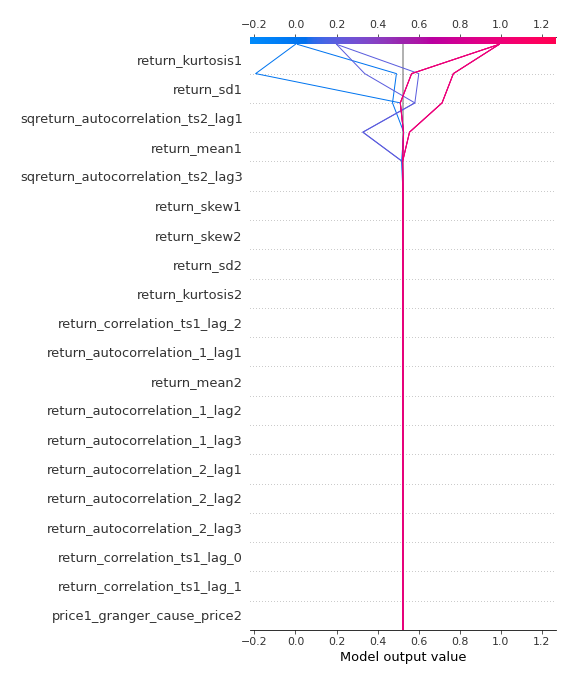 −0.2 0.0 0.2 0.4 0.6 0.8 1.0 1.2
return_kurtosis1
return_sd1
sqreturn_autocorrelation_ts2_lag1
return_mean1
sqreturn_autocorrelation_ts2_lag3
return_skew1
return_skew2
return_sd2
return_kurtosis2
return_correlation_ts1_lag_2
return_autocorrelation_1_lag1
return_mean2
return_autocorrelation_1_lag2
return_autocorrelation_1_lag3
return_autocorrelation_2_lag1
return_autocorrelation_2_lag2
return_autocorrelation_2_lag3
return_correlation_ts1_lag_0
return_correlation_ts1_lag_1
price1_granger_cause_price2
−0.2 0.0 0.2 0.4 0.6 0.8 1.0 1.2
Model output value